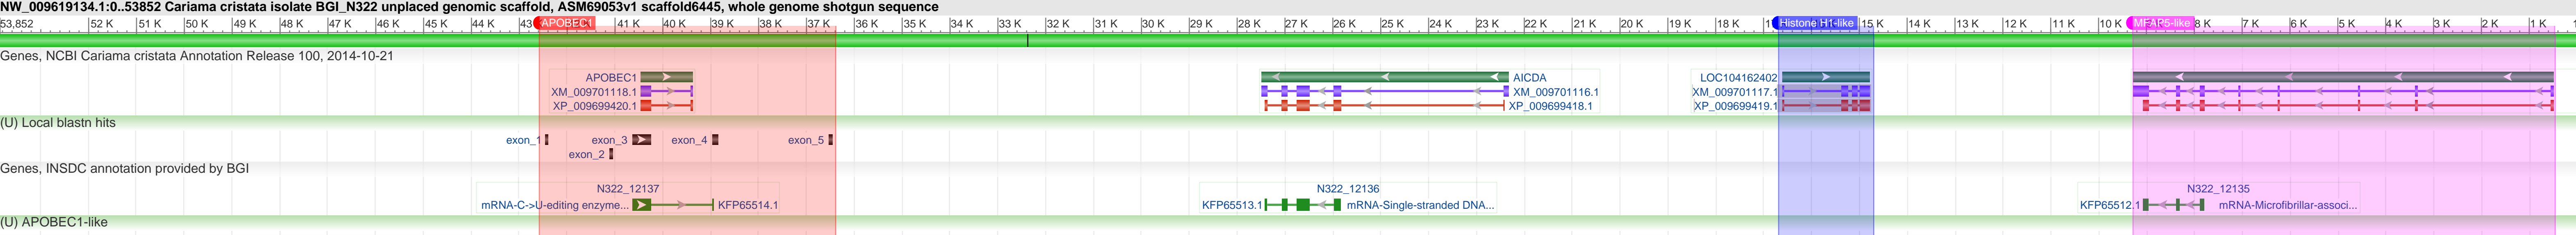 NW_009619134.1:0..53852 Cariama cristata isolate BGI_N322 unplaced genomic scaffold, ASM69053v1 scaffold6445, whole genome shotgun sequence
53,852 52 K 51 K 50 K 49 K 48 K 47 K 46 K 45 K 44 K 43 APOBEC1 41 K 40 K 39 K 38 K 37 K 36 K 35 K 34 K 33 K 32 K 31 K 30 K 29 K 28 K 27 K 26 K 25 K 24 K 23 K 22 K 21 K 20 K 19 K 18 K Histone H1-like 15 K 14 K 13 K 12 K 11 K 10 K MFAP5-like 8 K 7 K 6 K 5 K 4 K 3 K 2 K 1 K
Genes, NCBI Cariama cristata Annotation Release 100, 2014-10-21
APOBEC1 AICDA LOC104162402
XM_009701118.1 XM_009701116.1 XM_009701117.1
XP_009699420.1 XP_009699418.1 XP_009699419.1
(U) Local blastn hits
exon_1 exon_3 exon_4 exon_5
exon_2
Genes, INSDC annotation provided by BGI
N322_12137 N322_12136 N322_12135
mRNA-C->U-editing enzyme... KFP65514.1 KFP65513.1 mRNA-Single-stranded DNA... KFP65512.1 mRNA-Microfibrillar-associ...
(U) APOBEC1-like